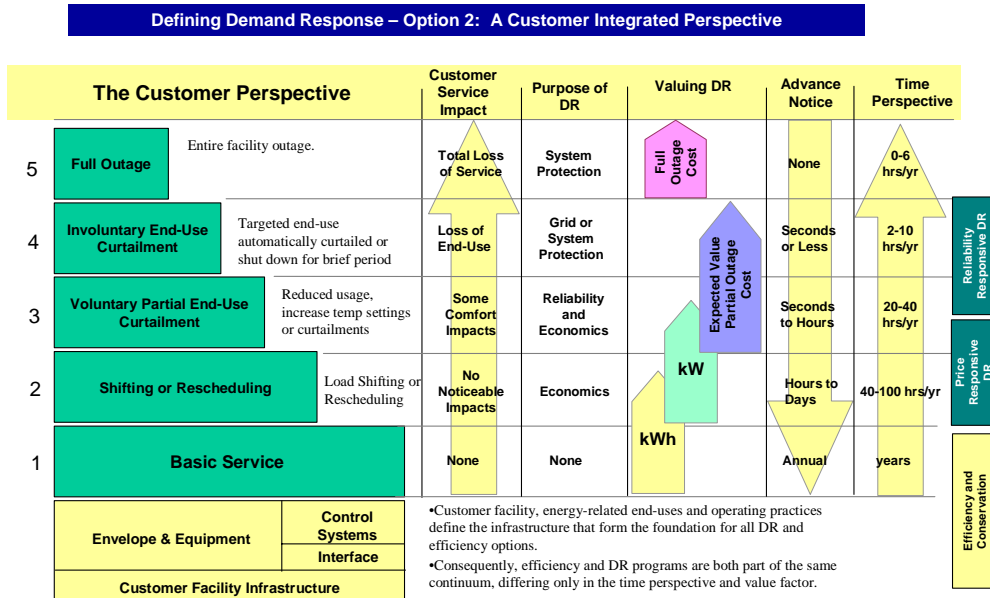 Defining Demand Response – Option 2: A Customer Integrated Perspective
The Customer Perspective
Customer
Service
Impact
Purpose of
DR
Valuing DR
Advance
Notice
Time
Perspective
5
Full Outage
Entire facility outage.
Total Loss
of Service
System
Protection
Full
Outage
Cost
None
0-6
hrs/yr
4
Involuntary End-Use
Curtailment
Targeted end-use
automatically curtailed or
shut down for brief period
Loss of
End-Use
Grid or
System
Protection
Expected Value
Partial Outage
Cost
Seconds
or Less
2-10
hrs/yr
Reliability
Responsive DR
3
Voluntary Partial End-Use
Curtailment
Reduced usage,
increase temp settings
or curtailments
Some
Comfort
Impacts
Reliability
and
Economics
Seconds
to Hours
20-40
hrs/yr
Price
Responsive
DR
2
Shifting or Rescheduling
Load Shifting or
Rescheduling
No
Noticeable
Impacts
Economics
kW
Hours to
Days
40-100 hrs/yr
1
Basic Service
None
None
kWh
Annual
years
Efficiency and
Conservation
Envelope & Equipment
Control
Systems
Interface
Customer Facility Infrastructure
•Customer facility, energy-related end-uses and operating practices
define the infrastructure that form the foundation for all DR and
efficiency options.
•Consequently, efficiency and DR programs are both part of the same
continuum, differing only in the time perspective and value factor.